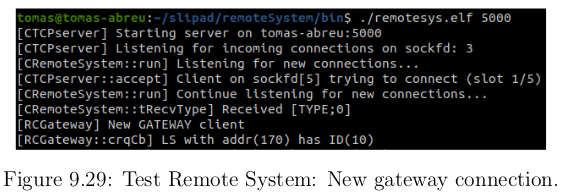 tomas@tomas-abreu:~/slipad/remoteSystem/bin$ ./remotesys.elf 5000
[CTCPserver] Starting server on tomas-abreu:5000
[CTCPserver] Listening for incoming connections on sockfd: 3
[CRemoteSystem::run] Listening for new connections...
[CTCPserver::accept] Client on sockfd[5] trying to connect (slot 1/5)
[CRemoteSystem::run] Continue listening for new connections...
[CRemoteSystem::tRecvType] Received [TYPE;0]
[RCGateway] New GATEWAY client
[RCGateway::crqCb] LS with addr(170) has ID(10)
Figure 9.29: Test Remote System: New gateway connection.